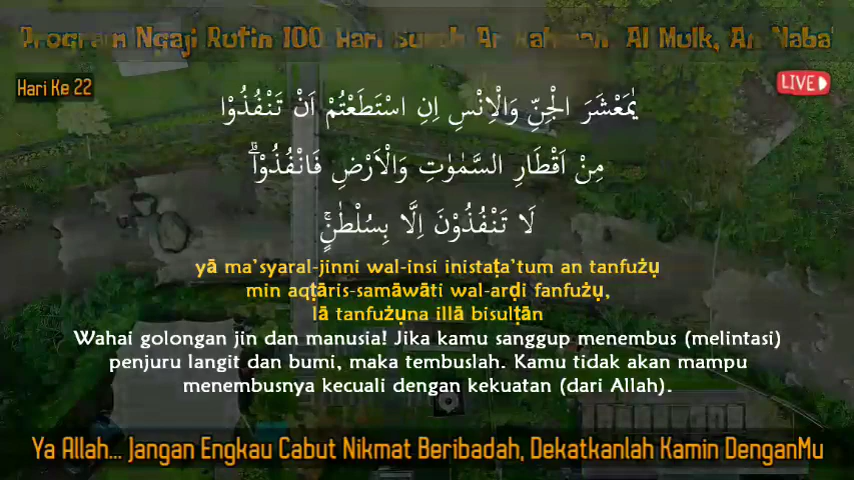 Program Ngaji Rutin 100 Hari Surah Ar Rahman, Al Mulk, An Naba'
Hari Ke 22
LIVE
يٰمَعْشَرَ الْجِنِّ وَالْاِنْسِ اِنِ اسْتَطَعْتُمْ اَنْ تَنْفُذُوْا
مِنْ اَقْطَارِ السَّمٰوٰتِ وَالْاَرْضِ فَانْفُذُوْاۗ
لَا تَنْفُذُوْنَ اِلَّا بِسُلْطٰنٍۚ
yā ma'syaral-jinni wal-insi inistaṭa'tum an tanfużụ
min aqṭāris-samāwāti wal-arḍi fanfużụ,
lā tanfużụna illā bisulṭān
Wahai golongan jin dan manusia! Jika kamu sanggup menembus (melintasi)
penjuru langit dan bumi, maka tembuslah. Kamu tidak akan mampu
menembusnya kecuali dengan kekuatan (dari Allah).
Ya Allah... Jangan Engkau Cabut Nikmat Beribadah, Dekatkanlah Kamin DenganMu